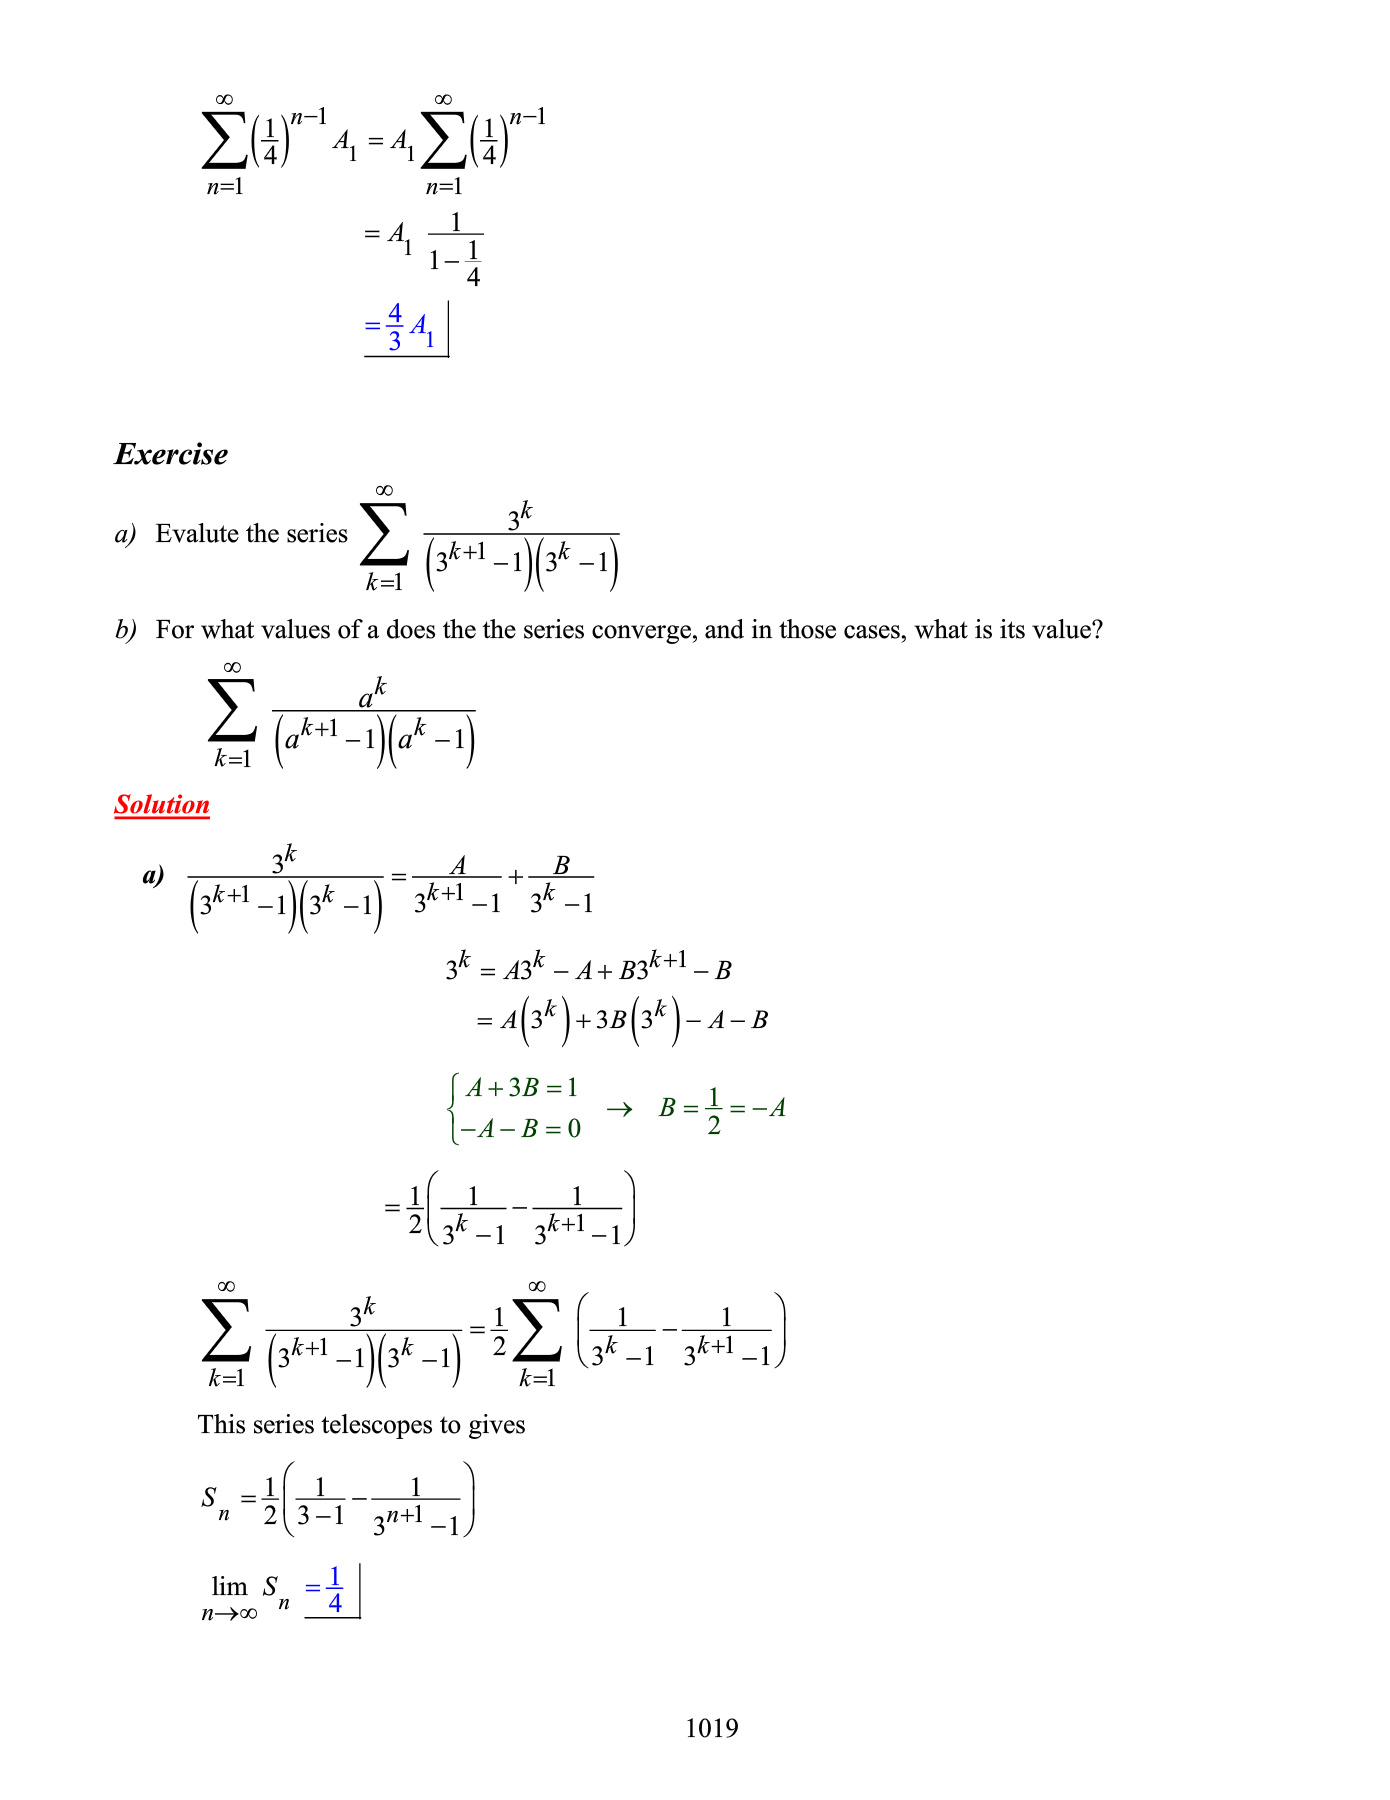 $\sum_{n=1}^{\infty} \left(\frac{1}{4}\right)^{n-1} A_1 = A_1 \sum_{n=1}^{\infty} \left(\frac{1}{4}\right)^{n-1}$
$= A_1 \frac{1}{1-\frac{1}{4}}$
$= \frac{4}{3} A_1$
Exercise
a) Evalute the series $\sum_{k=1}^{\infty} \frac{3^k}{\left(3^{k+1}-1\right)\left(3^k-1\right)}$
b) For what values of a does the the series converge, and in those cases, what is its value?
$\sum_{k=1}^{\infty} \frac{a^k}{\left(a^{k+1}-1\right)\left(a^k-1\right)}$
Solution
a) $\frac{3^k}{\left(3^{k+1}-1\right)\left(3^k-1\right)} = \frac{A}{3^{k+1}-1} + \frac{B}{3^k-1}$
$3^k = A3^k - A + B3^{k+1} - B$
$= A\left(3^k\right) + 3B\left(3^k\right) - A - B$
$\begin{cases} A+3B=1 \\ -A-B=0 \end{cases} \rightarrow B = \frac{1}{2} = -A$
$= \frac{1}{2}\left(\frac{1}{3^k-1} - \frac{1}{3^{k+1}-1}\right)$
$\sum_{k=1}^{\infty} \frac{3^k}{\left(3^{k+1}-1\right)\left(3^k-1\right)} = \frac{1}{2} \sum_{k=1}^{\infty} \left(\frac{1}{3^k-1} - \frac{1}{3^{k+1}-1}\right)$
This series telescopes to gives
$S_n = \frac{1}{2}\left(\frac{1}{3-1} - \frac{1}{3^{n+1}-1}\right)$
$\lim_{n\to\infty} S_n = \frac{1}{4}$
1019